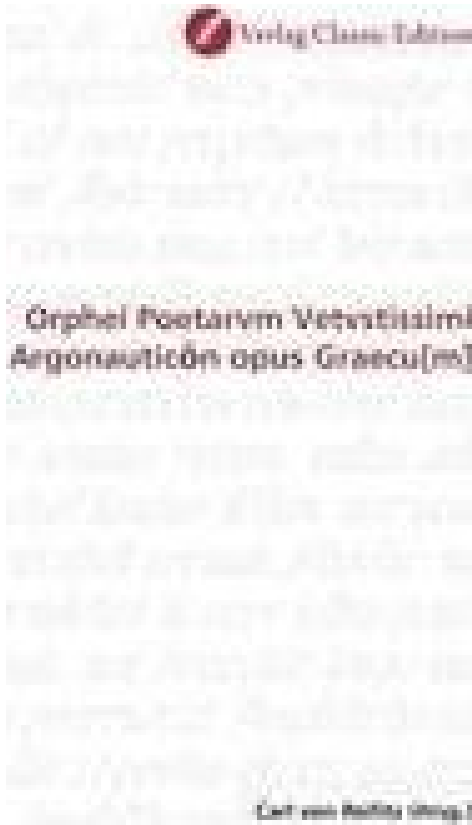 Verlag Classic Edition
Orphei Poetarvm Vetvstissimi
Argonauticôn opus Graecu[m]
Carl von Reifitz (Hrsg.)